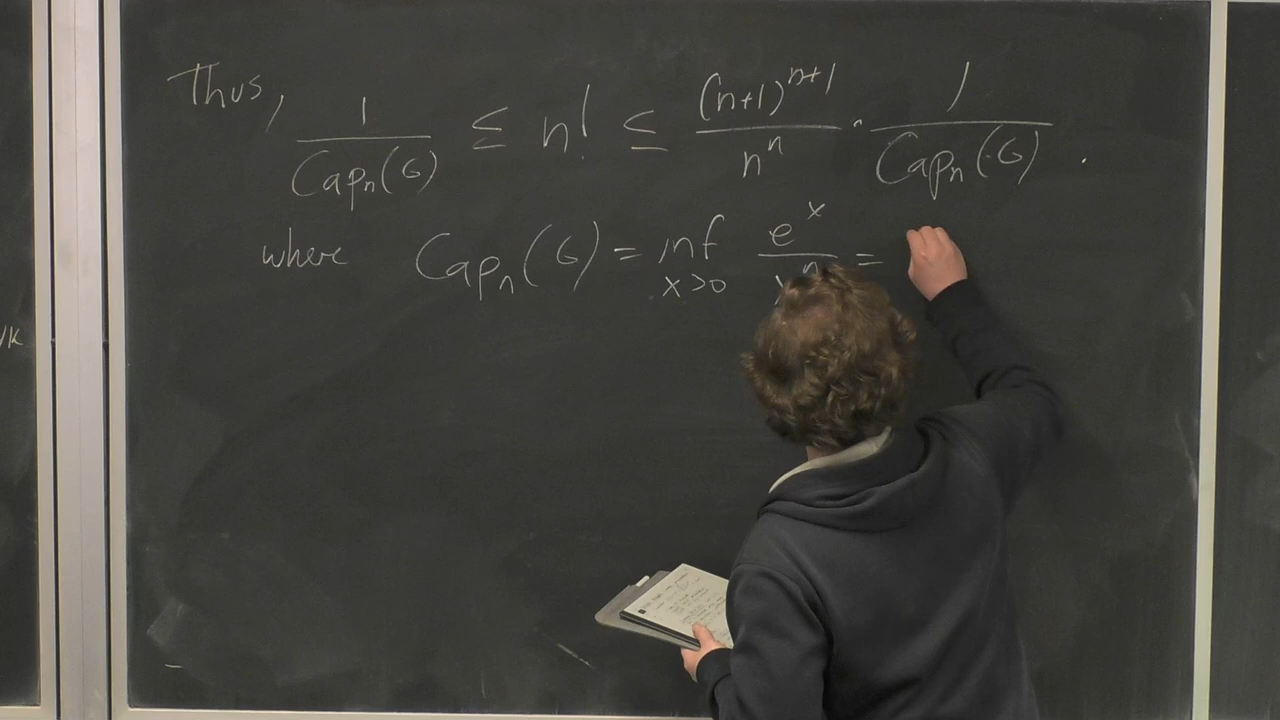 Thus, 1/Cap_n(G) ≤ n! ≤ (n+1)^{n+1}/n^n · 1/Cap_n(G).
where Cap_n(G) = inf_{x>0} e^x/x^n =